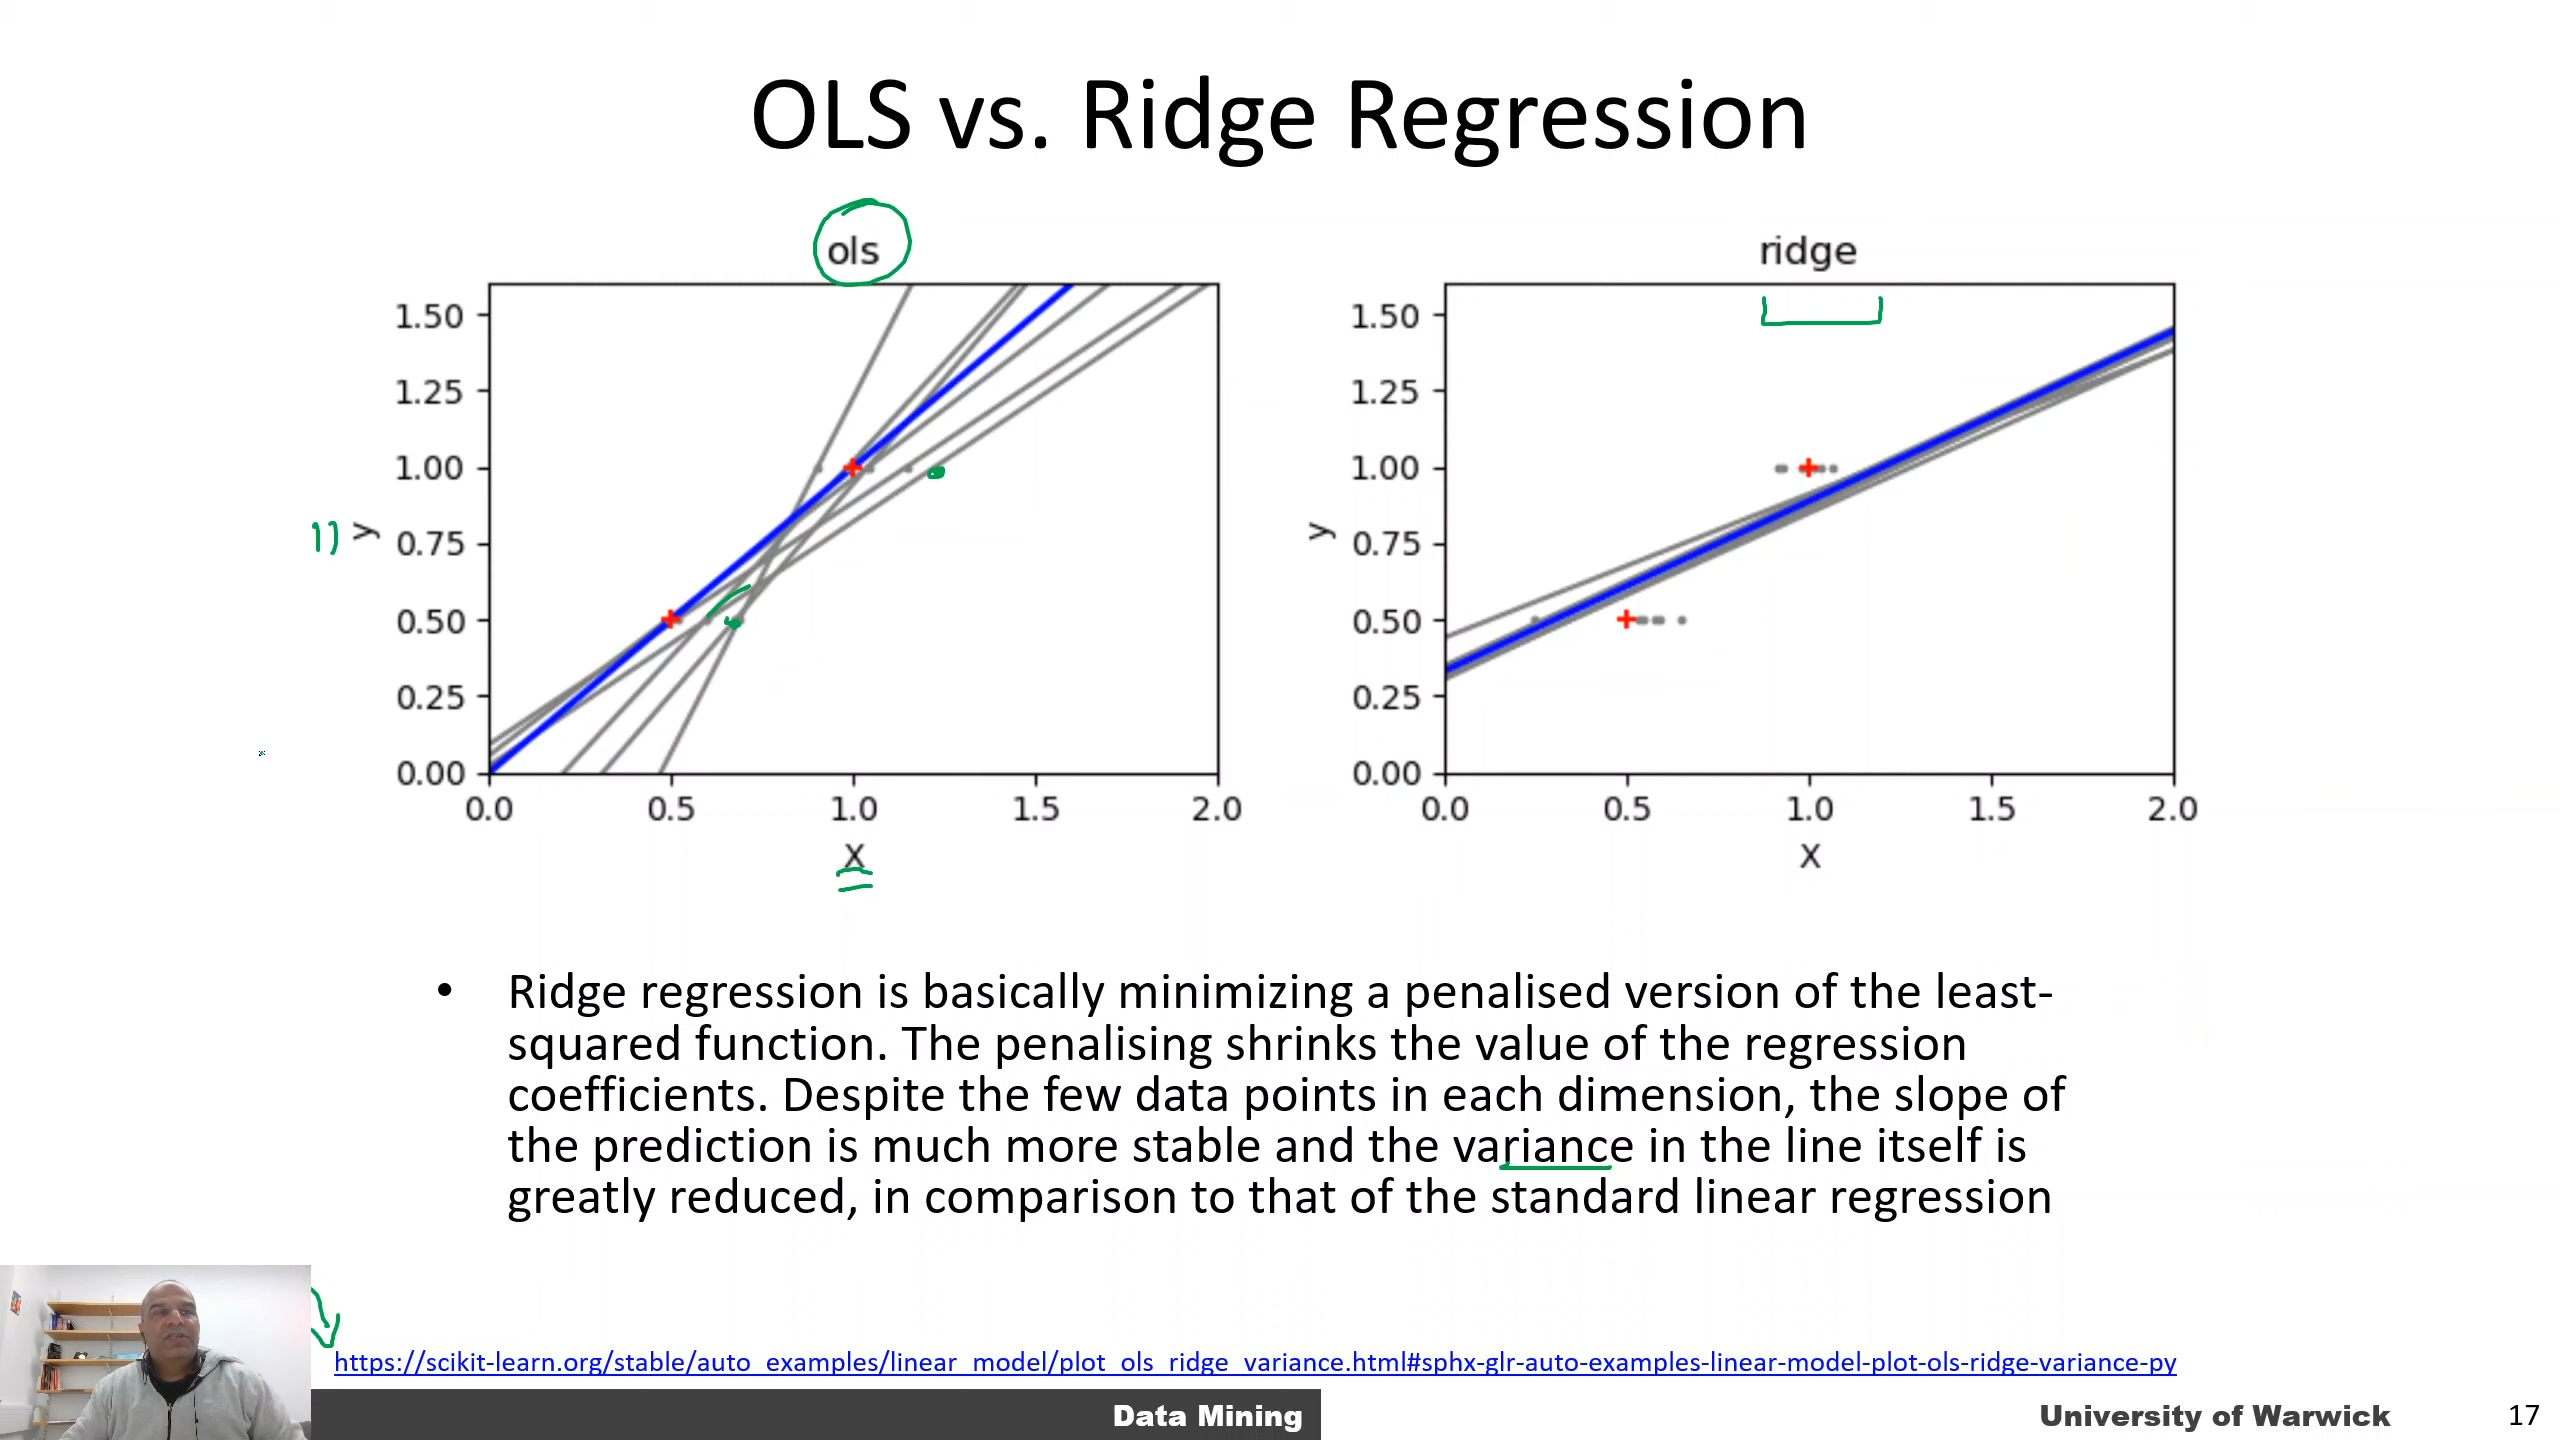 OLS vs. Ridge Regression
ols
1.50
1.25
1.00
0.75
0.50
0.25
0.00
y
0.0 0.5 1.0 1.5 2.0
X
ridge
1.50
1.25
1.00
0.75
0.50
0.25
0.00
y
0.0 0.5 1.0 1.5 2.0
X
• Ridge regression is basically minimizing a penalised version of the least-
squared function. The penalising shrinks the value of the regression
coefficients. Despite the few data points in each dimension, the slope of
the prediction is much more stable and the variance in the line itself is
greatly reduced, in comparison to that of the standard linear regression
https://scikit-learn.org/stable/auto_examples/linear_model/plot_ols_ridge_variance.html#sphx-glr-auto-examples-linear-model-plot-ols-ridge-variance-py
Data Mining
University of Warwick
17